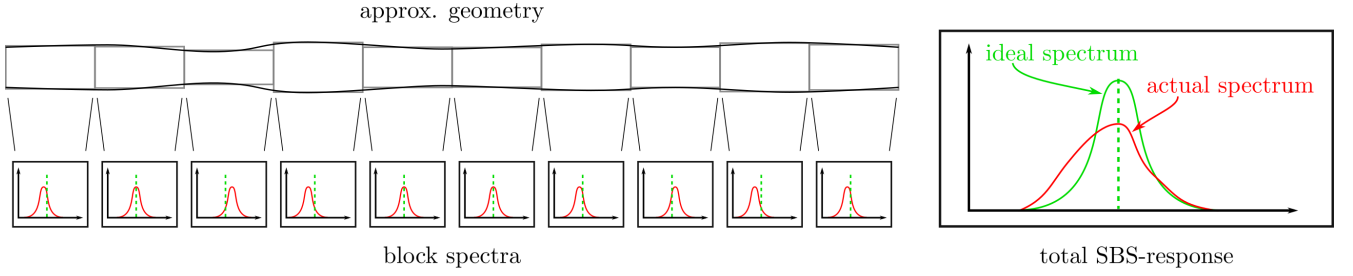 approx. geometry
block spectra
ideal spectrum
actual spectrum
total SBS-response